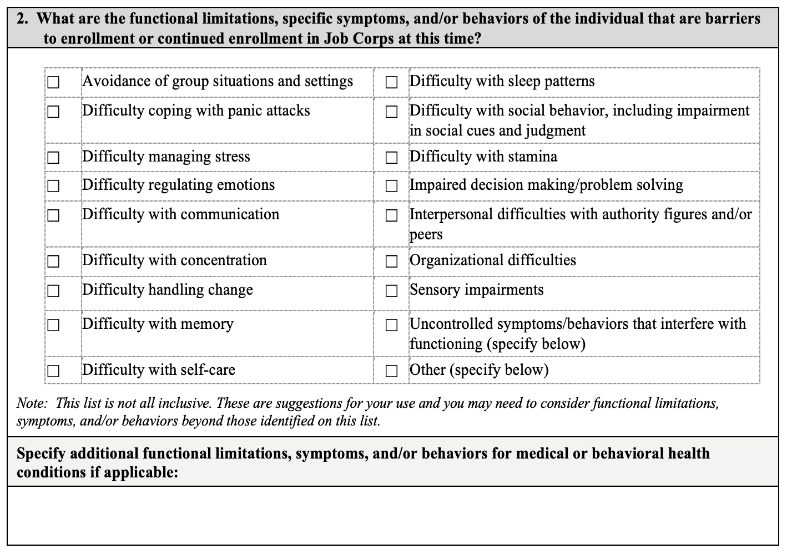 2. What are the functional limitations, specific symptoms, and/or behaviors of the individual that are barriers
to enrollment or continued enrollment in Job Corps at this time?
☐ Avoidance of group situations and settings ☐ Difficulty with sleep patterns
☐ Difficulty coping with panic attacks ☐ Difficulty with social behavior, including impairment
in social cues and judgment
☐ Difficulty managing stress ☐ Difficulty with stamina
☐ Difficulty regulating emotions ☐ Impaired decision making/problem solving
☐ Difficulty with communication ☐ Interpersonal difficulties with authority figures and/or
peers
☐ Difficulty with concentration ☐ Organizational difficulties
☐ Difficulty handling change ☐ Sensory impairments
☐ Difficulty with memory ☐ Uncontrolled symptoms/behaviors that interfere with
functioning (specify below)
☐ Difficulty with self-care ☐ Other (specify below)
Note: This list is not all inclusive. These are suggestions for your use and you may need to consider functional limitations,
symptoms, and/or behaviors beyond those identified on this list.
Specify additional functional limitations, symptoms, and/or behaviors for medical or behavioral health
conditions if applicable: